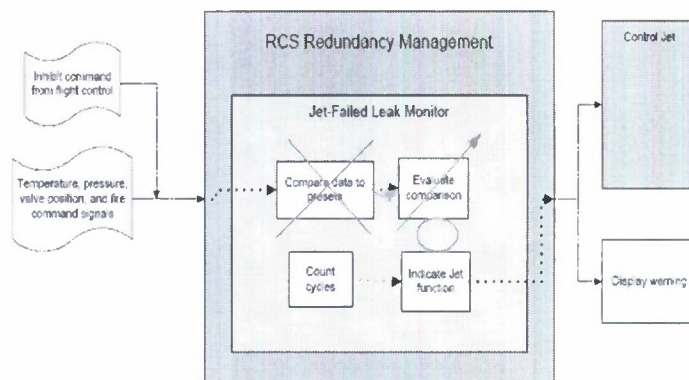 RCS Redundancy Management
Control Jet
Inhibit command
from flight control
Jet-Failed Leak Monitor
Temperature, pressure,
valve position, and fire
command signals
Compare data to
presets
Evaluate
comparison
Count
cycles
Indicate Jet
function
Display warning